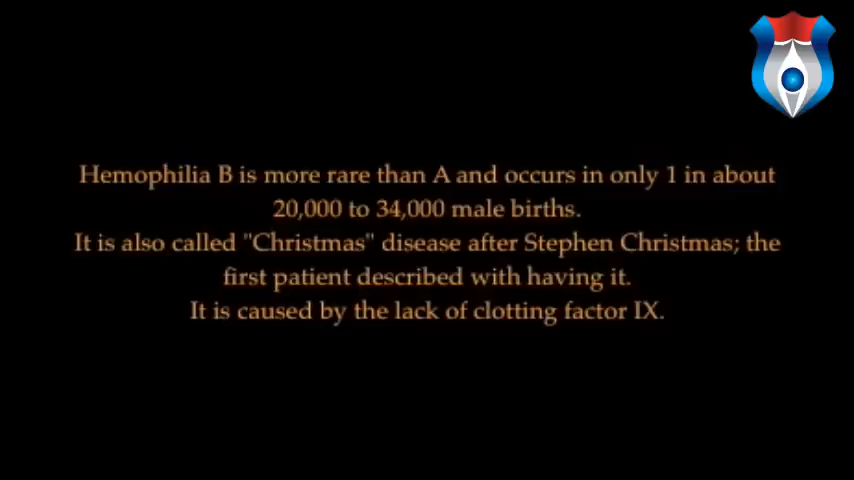 Hemophilia B is more rare than A and occurs in only 1 in about
20,000 to 34,000 male births.
It is also called "Christmas" disease after Stephen Christmas; the
first patient described with having it.
It is caused by the lack of clotting factor IX.